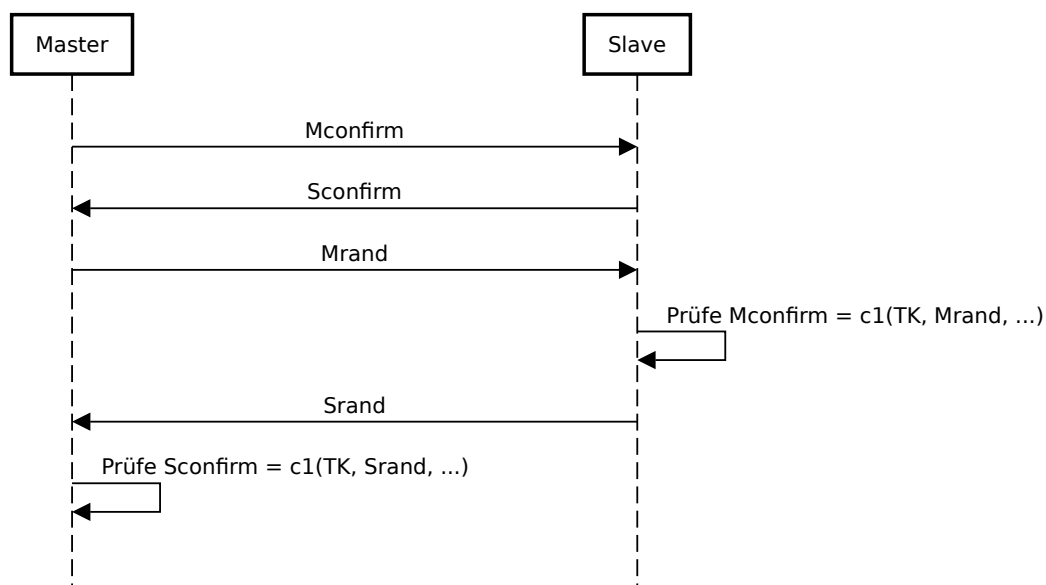 Master
Slave
Mconfirm
Sconfirm
Mrand
Prüfe Mconfirm = c1(TK, Mrand, ...)
Srand
Prüfe Sconfirm = c1(TK, Srand, ...)